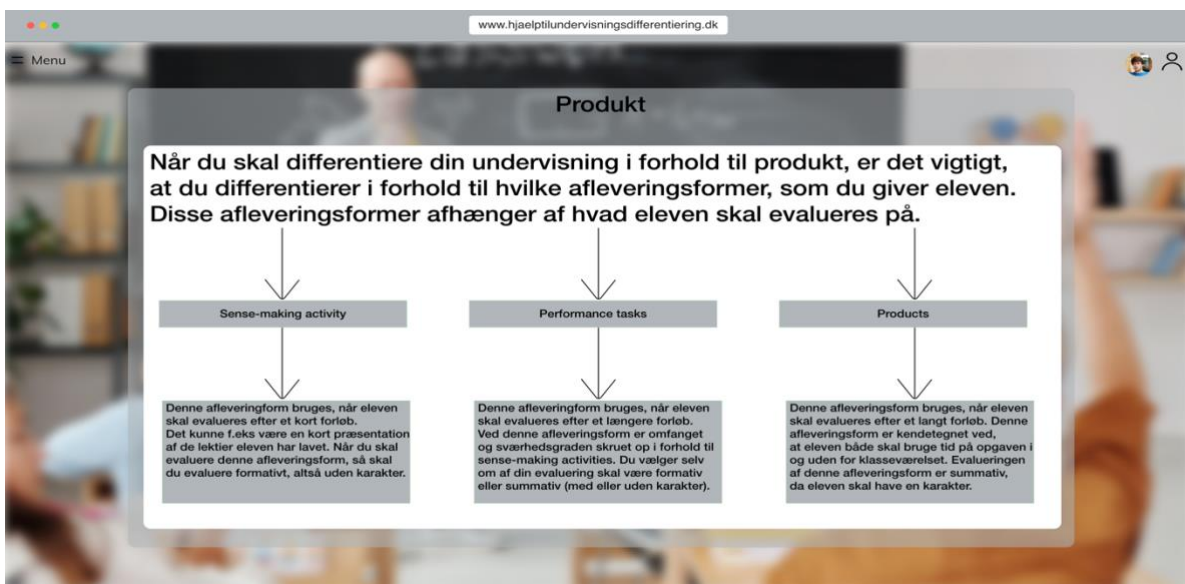 www.hjaelptilundervisningsdifferentiering.dk
Menu
Produkt
Når du skal differentiere din undervisning i forhold til produkt, er det vigtigt,
at du differentierer i forhold til hvilke afleveringsformer, som du giver eleven.
Disse afleveringsformer afhænger af hvad eleven skal evalueres på.
Sense-making activity
Performance tasks
Products
Denne afleveringform bruges, når eleven
skal evalueres efter et kort forløb.
Det kunne f.eks være en kort præsentation
af de lektier eleven har lavet. Når du skal
evaluere denne afleveringsform, så skal
du evaluere formativt, altså uden karakter.
Denne afleveringform bruges, når eleven
skal evalueres efter et længere forløb.
Ved denne afleveringsform er omfanget
og sværhedsgraden skruet op i forhold til
sense-making activities. Du vælger selv
om af din evaluering skal være formativ
eller summativ (med eller uden karakter).
Denne afleveringsform bruges, når eleven
skal evalueres efter et langt forløb. Denne
afleveringsform er kendetegnet ved,
at eleven både skal bruge tid på opgaven i
og uden for klasseværelset. Evalueringen
af denne afleveringsform er summativ,
da eleven skal have en karakter.